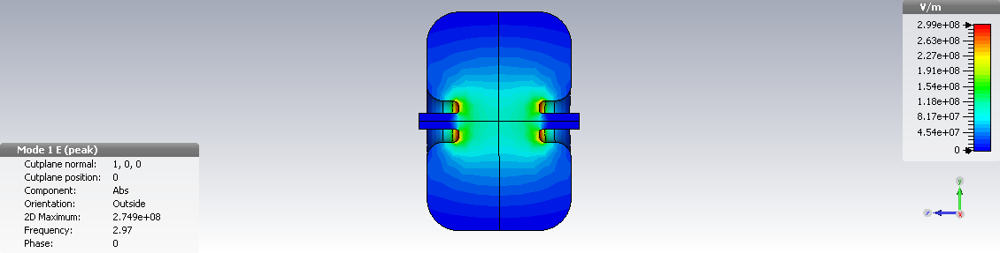 V/m
2.99e+08
2.63e+08
2.27e+08
1.91e+08
1.54e+08
1.18e+08
8.17e+07
4.54e+07
0
Mode 1 E (peak)
Cutplane normal: 1, 0, 0
Cutplane position: 0
Component: Abs
Orientation: Outside
2D Maximum: 2.749e+08
Frequency: 2.97
Phase: 0
y
z
x